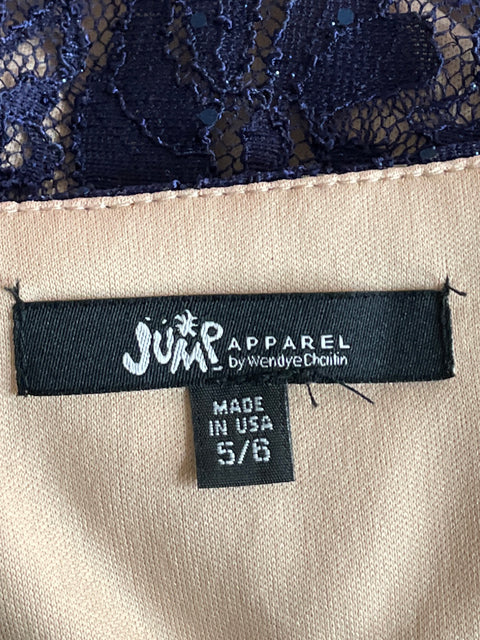 JUMP APPAREL
by Wendye Chaitin
MADE
IN USA
5/6